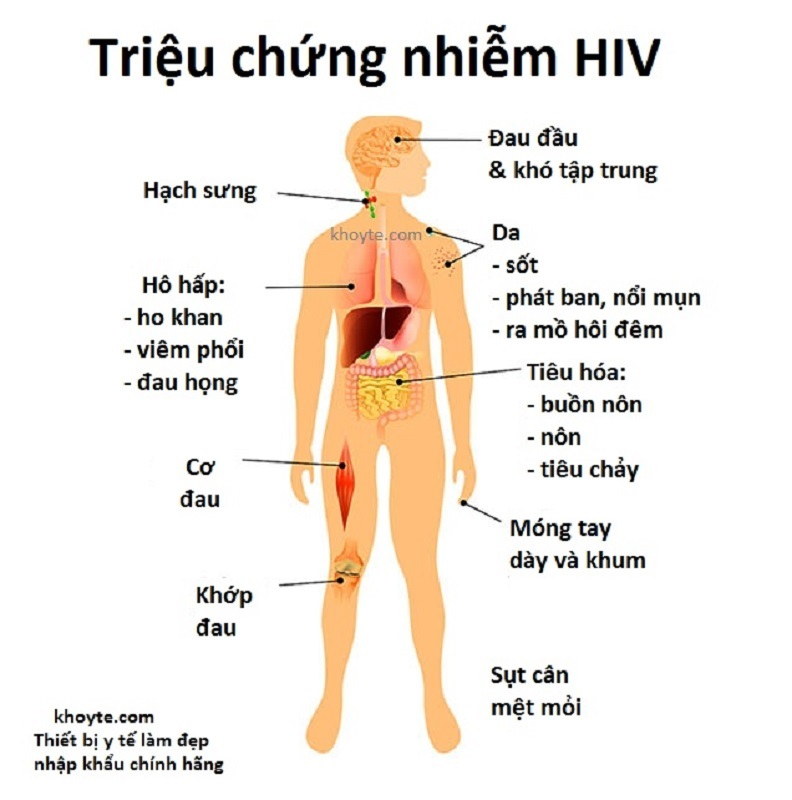 Triệu chứng nhiễm HIV
Đau đầu
& khó tập trung
Hạch sưng
khoyte.com
Da
- sốt
- phát ban, nổi mụn
- ra mồ hôi đêm
Hô hấp:
- ho khan
- viêm phổi
- đau họng
Tiêu hóa:
- buồn nôn
- nôn
- tiêu chảy
Cơ
đau
Móng tay
dày và khum
Khớp
đau
Sụt cân
mệt mỏi
khoyte.com
Thiết bị y tế làm đẹp
nhập khẩu chính hãng